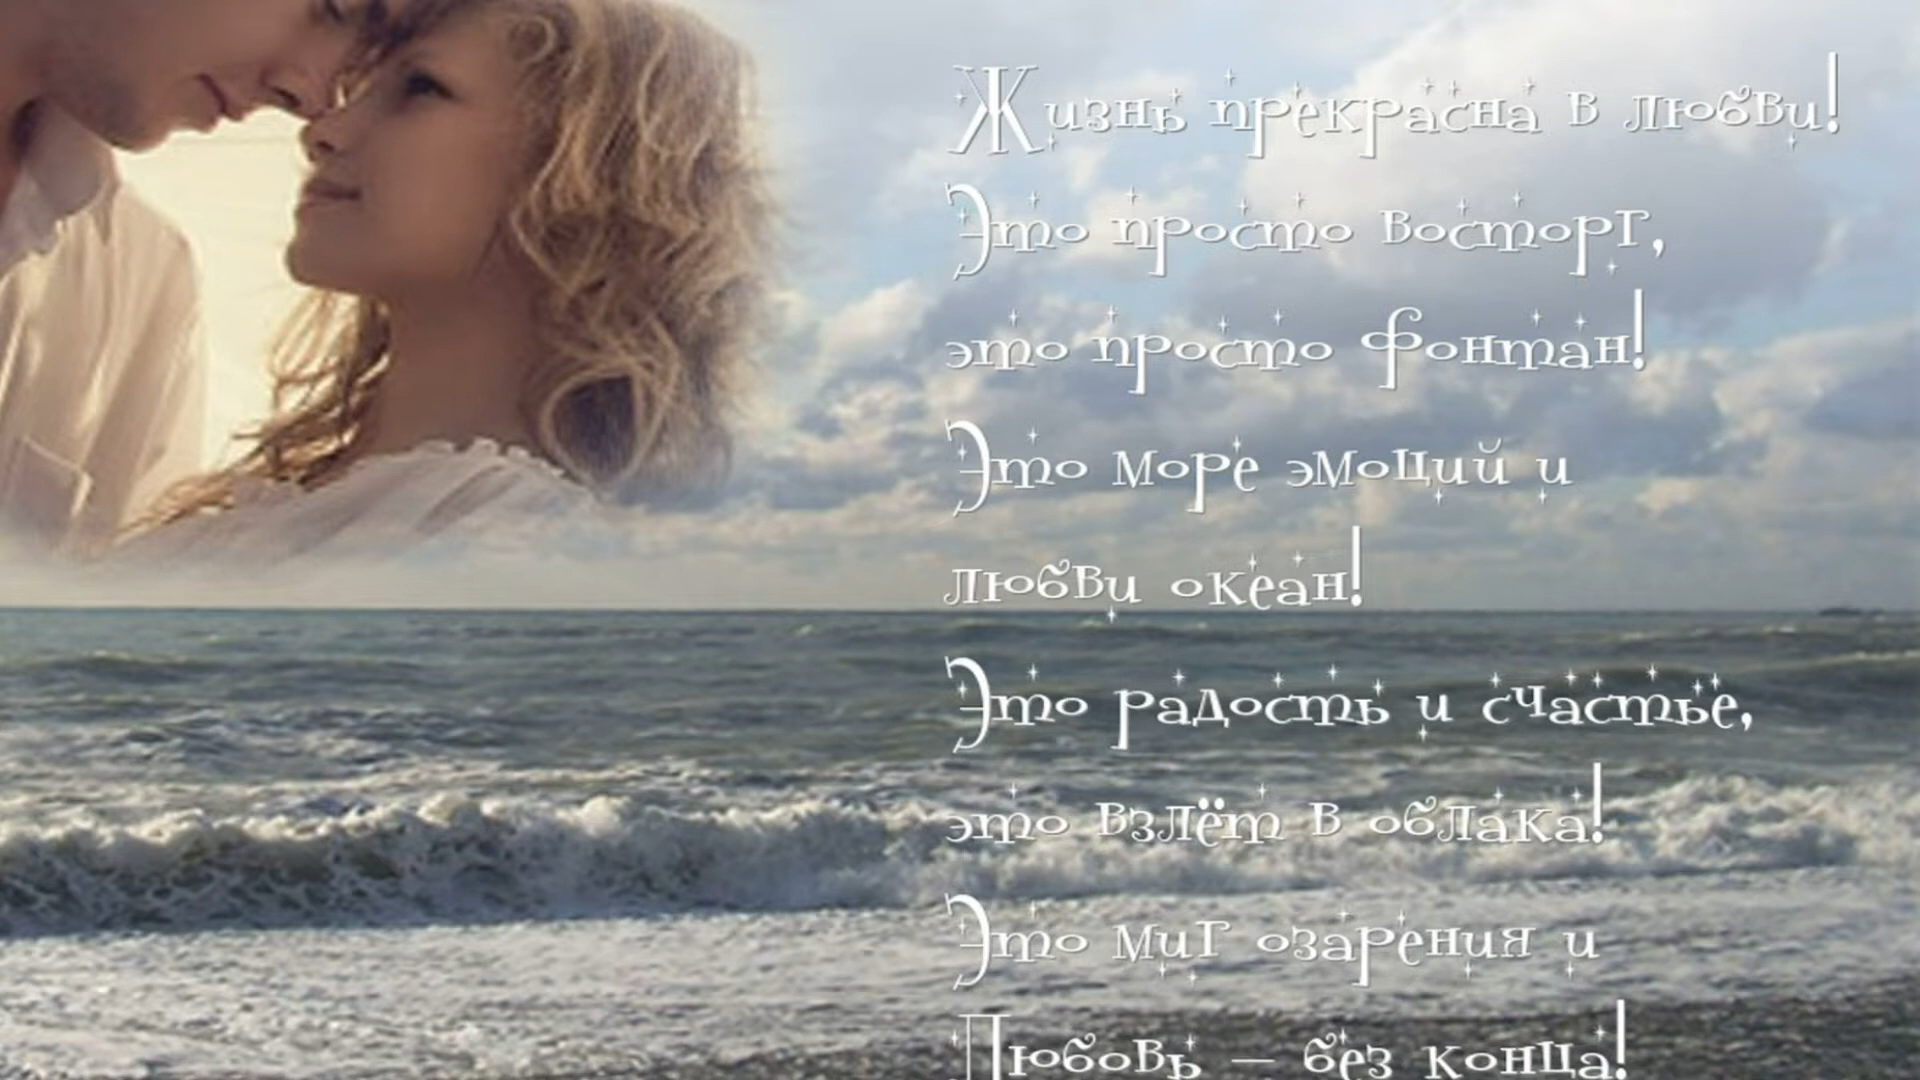 Жизнь прекрасна в любви!
Это просто восторг,
это просто фонтан!
Это море эмоций и
любви океан!
Это радость и счастье,
это взлёт в облака!
Это миг озарения и
Любовь – без конца!